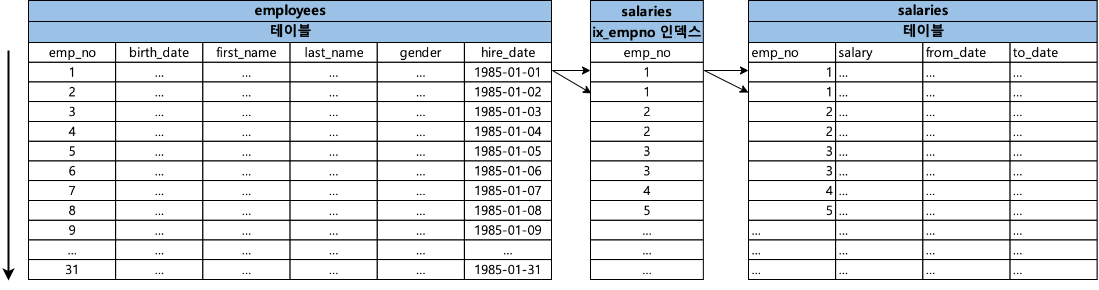 employees salaries salaries
테이블 ix_empno 인덱스 테이블
emp_no birth_date first_name last_name gender hire_date emp_no emp_no salary from_date to_date
1 ... ... ... ... 1985-01-01 1 1 ... ... ...
2 ... ... ... ... 1985-01-02 1 1 ... ... ...
3 ... ... ... ... 1985-01-03 2 2 ... ... ...
4 ... ... ... ... 1985-01-04 2 2 ... ... ...
5 ... ... ... ... 1985-01-05 3 3 ... ... ...
6 ... ... ... ... 1985-01-06 3 3 ... ... ...
7 ... ... ... ... 1985-01-07 4 4 ... ... ...
8 ... ... ... ... 1985-01-08 5 5 ... ... ...
9 ... ... ... ... 1985-01-09 ... ... ... ... ...
... ... ... ... ... ... ... ... ... ... ...
31 ... ... ... ... 1985-01-31 ... ... ... ... ...